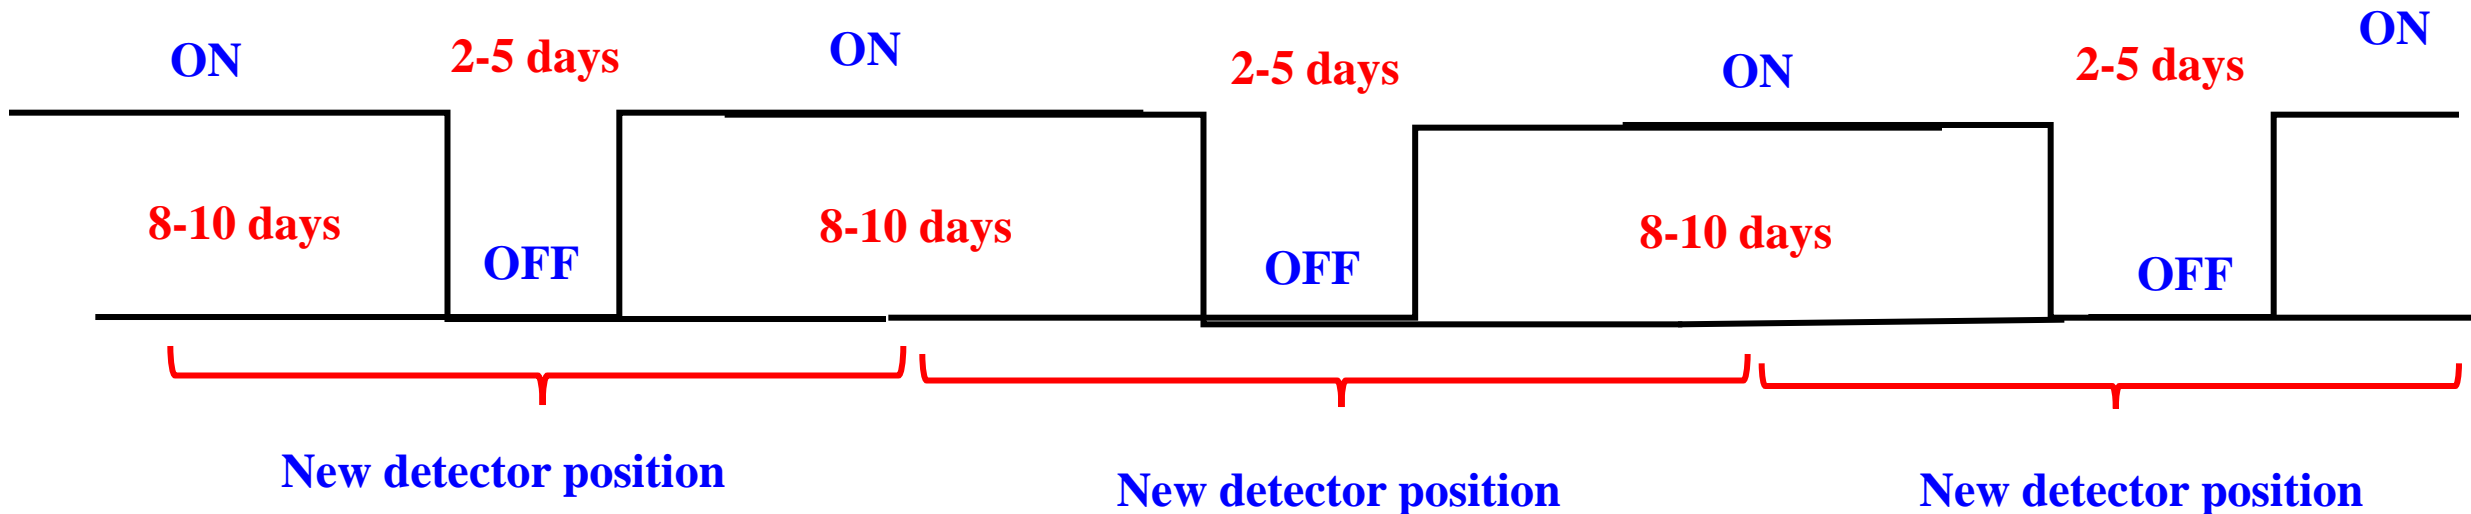 ON
2-5 days
ON
2-5 days
ON
2-5 days
ON
8-10 days
OFF
8-10 days
OFF
8-10 days
OFF
New detector position
New detector position
New detector position